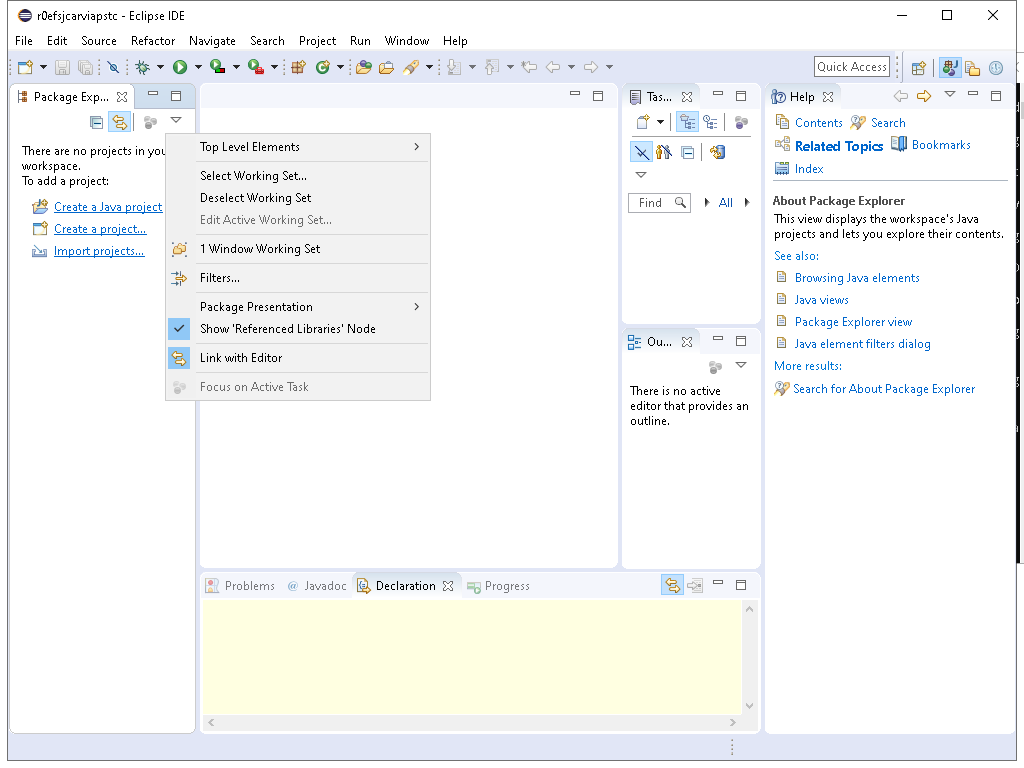 r0efsjcarviapstc - Eclipse IDE
File Edit Source Refactor Navigate Search Project Run Window Help
Quick Access
Package Exp...
There are no projects in you
workspace.
To add a project:
Create a Java project
Create a project...
Import projects...
Top Level Elements
Select Working Set...
Deselect Working Set
Edit Active Working Set...
1 Window Working Set
Filters...
Package Presentation
Show 'Referenced Libraries' Node
Link with Editor
Focus on Active Task
Tas...
Find
All
Ou...
There is no active
editor that provides an
outline.
Help
Contents Search
Related Topics Bookmarks
Index
About Package Explorer
This view displays the workspace's Java
projects and lets you explore their contents.
See also:
Browsing Java elements
Java views
Package Explorer view
Java element filters dialog
More results:
Search for About Package Explorer
Problems @ Javadoc Declaration Progress